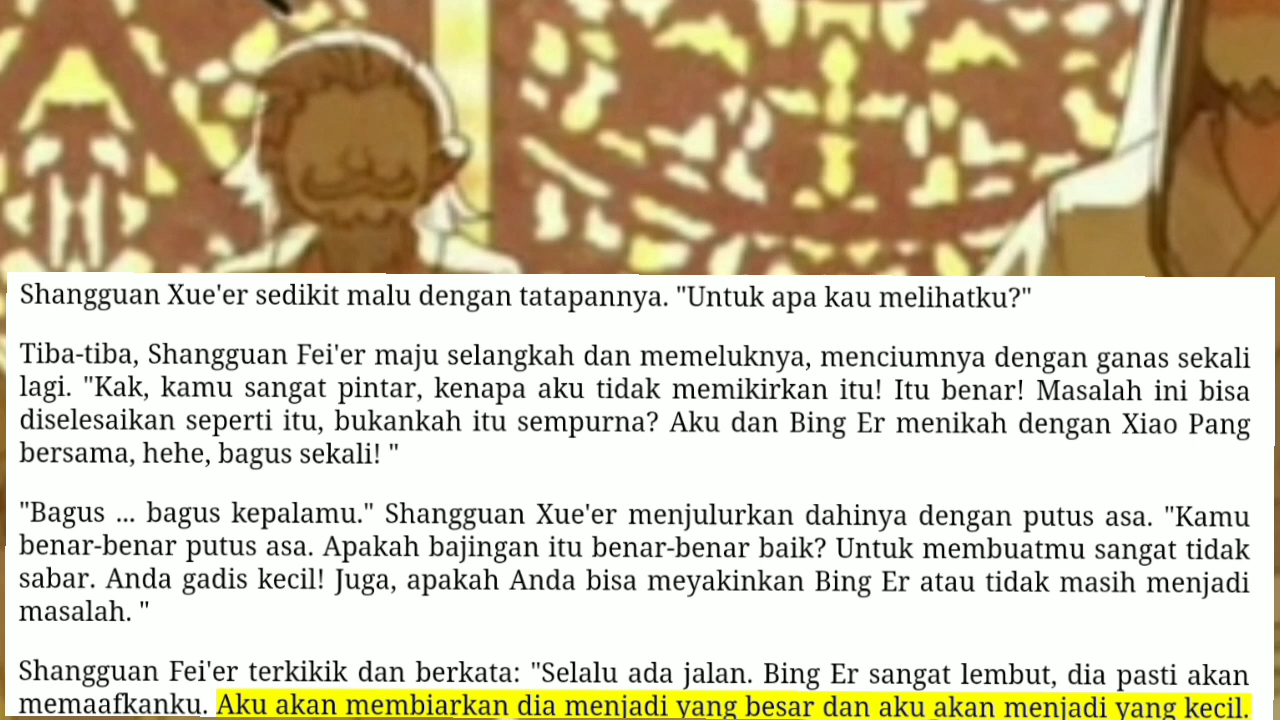 Shangguan Xue'er sedikit malu dengan tatapannya. "Untuk apa kau melihatku?"
Tiba-tiba, Shangguan Fei'er maju selangkah dan memeluknya, menciumnya dengan ganas sekali
lagi. "Kak, kamu sangat pintar, kenapa aku tidak memikirkan itu! Itu benar! Masalah ini bisa
diselesaikan seperti itu, bukankah itu sempurna? Aku dan Bing Er menikah dengan Xiao Pang
bersama, hehe, bagus sekali! "
"Bagus ... bagus kepalamu." Shangguan Xue'er menjulurkan dahinya dengan putus asa. "Kamu
benar-benar putus asa. Apakah bajingan itu benar-benar baik? Untuk membuatmu sangat tidak
sabar. Anda gadis kecil! Juga, apakah Anda bisa meyakinkan Bing Er atau tidak masih menjadi
masalah. "
Shangguan Fei'er terkikik dan berkata: "Selalu ada jalan. Bing Er sangat lembut, dia pasti akan
memaafkanku. Aku akan membiarkan dia menjadi yang besar dan aku akan menjadi yang kecil.